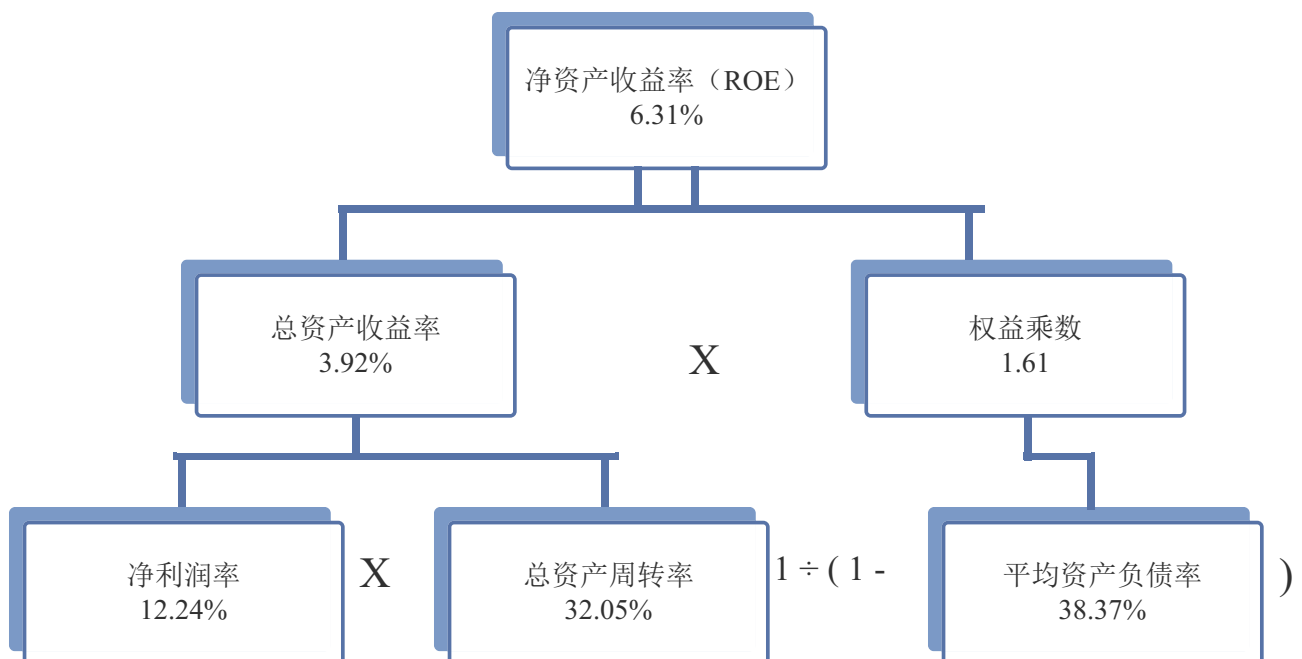 净资产收益率（ROE）
6.31%
总资产收益率
3.92%
X
权益乘数
1.61
净利润率
12.24%
X
总资产周转率
32.05%
1 ÷ ( 1 -
平均资产负债率
38.37%
)